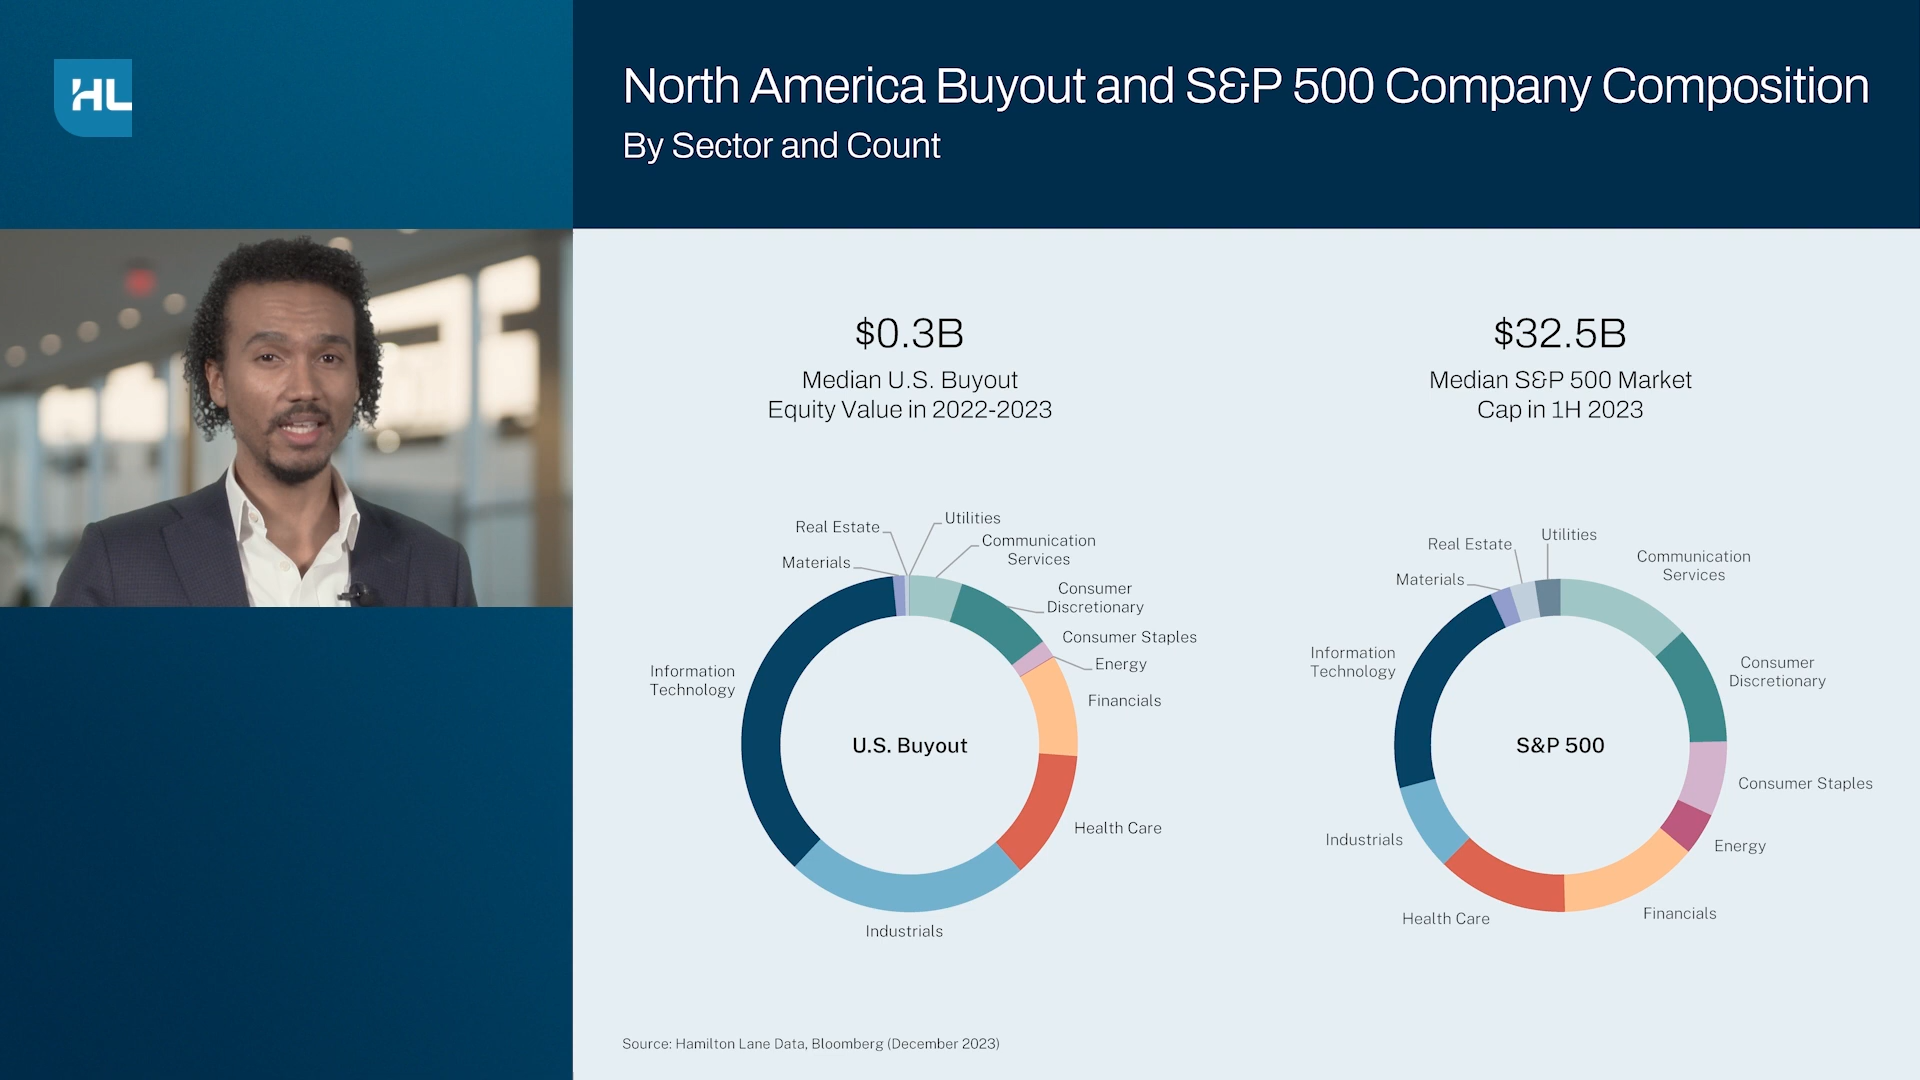 HL
North America Buyout and S&P 500 Company Composition
By Sector and Count
$0.3B
Median U.S. Buyout
Equity Value in 2022-2023
$32.5B
Median S&P 500 Market
Cap in 1H 2023
Utilities
Real Estate
Communication
Services
Materials
Consumer
Discretionary
Consumer Staples
Energy
Information
Technology
Financials
U.S. Buyout
Health Care
Industrials
Utilities
Real Estate
Communication
Services
Materials
Information
Technology
Consumer
Discretionary
S&P 500
Consumer Staples
Industrials
Energy
Health Care
Financials
Source: Hamilton Lane Data, Bloomberg (December 2023)